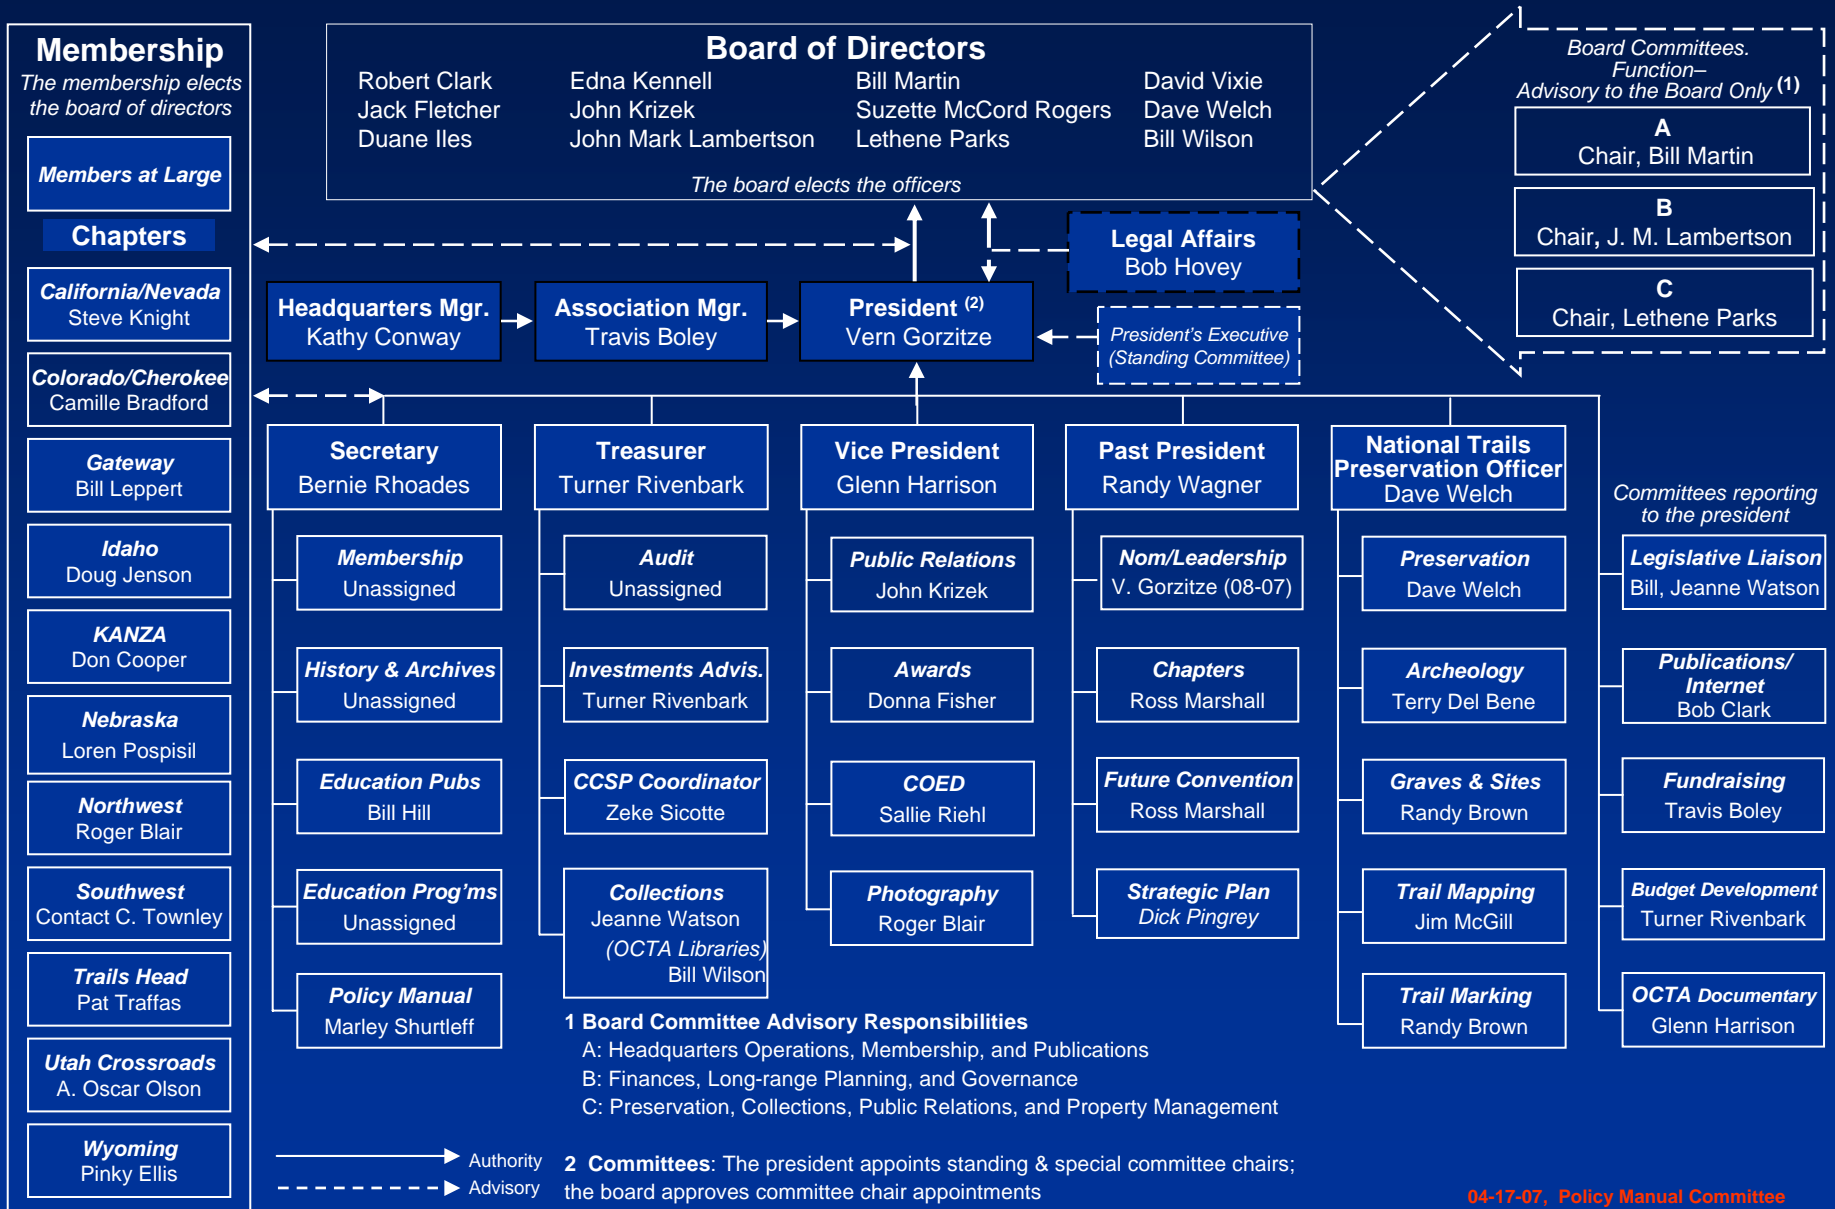 Membership
The membership elects
the board of directors
Members at Large
Chapters
California/Nevada
Steve Knight
Colorado/Cherokee
Camille Bradford
Gateway
Bill Leppert
Idaho
Doug Jenson
KANZA
Don Cooper
Nebraska
Loren Pospisil
Northwest
Roger Blair
Southwest
Contact C. Townley
Trails Head
Pat Traffas
Utah Crossroads
A. Oscar Olson
Wyoming
Pinky Ellis
Board of Directors
Robert Clark Edna Kennell Bill Martin David Vixie
Jack Fletcher John Krizek Suzette McCord Rogers Dave Welch
Duane Iles John Mark Lambertson Lethene Parks Bill Wilson
The board elects the officers
Board Committees.
Function–
Advisory to the Board Only (1)
A
Chair, Bill Martin
B
Chair, J. M. Lambertson
C
Chair, Lethene Parks
Legal Affairs
Bob Hovey
Headquarters Mgr.
Kathy Conway
Association Mgr.
Travis Boley
President (2)
Vern Gorzitze
President's Executive
(Standing Committee)
Secretary
Bernie Rhoades
Membership
Unassigned
History & Archives
Unassigned
Education Pubs
Bill Hill
Education Prog'ms
Unassigned
Policy Manual
Marley Shurtleff
Treasurer
Turner Rivenbark
Audit
Unassigned
Investments Advis.
Turner Rivenbark
CCSP Coordinator
Zeke Sicotte
Collections
Jeanne Watson
(OCTA Libraries)
Bill Wilson
Vice President
Glenn Harrison
Public Relations
John Krizek
Awards
Donna Fisher
COED
Sallie Riehl
Photography
Roger Blair
Past President
Randy Wagner
Nom/Leadership
V. Gorzitze (08-07)
Chapters
Ross Marshall
Future Convention
Ross Marshall
Strategic Plan
Dick Pingrey
National Trails
Preservation Officer
Dave Welch
Preservation
Dave Welch
Archeology
Terry Del Bene
Graves & Sites
Randy Brown
Trail Mapping
Jim McGill
Trail Marking
Randy Brown
Committees reporting
to the president
Legislative Liaison
Bill, Jeanne Watson
Publications/
Internet
Bob Clark
Fundraising
Travis Boley
Budget Development
Turner Rivenbark
OCTA Documentary
Glenn Harrison
1 Board Committee Advisory Responsibilities
A: Headquarters Operations, Membership, and Publications
B: Finances, Long-range Planning, and Governance
C: Preservation, Collections, Public Relations, and Property Management
Authority
Advisory
2 Committees: The president appoints standing & special committee chairs;
the board approves committee chair appointments
04-17-07, Policy Manual Committee